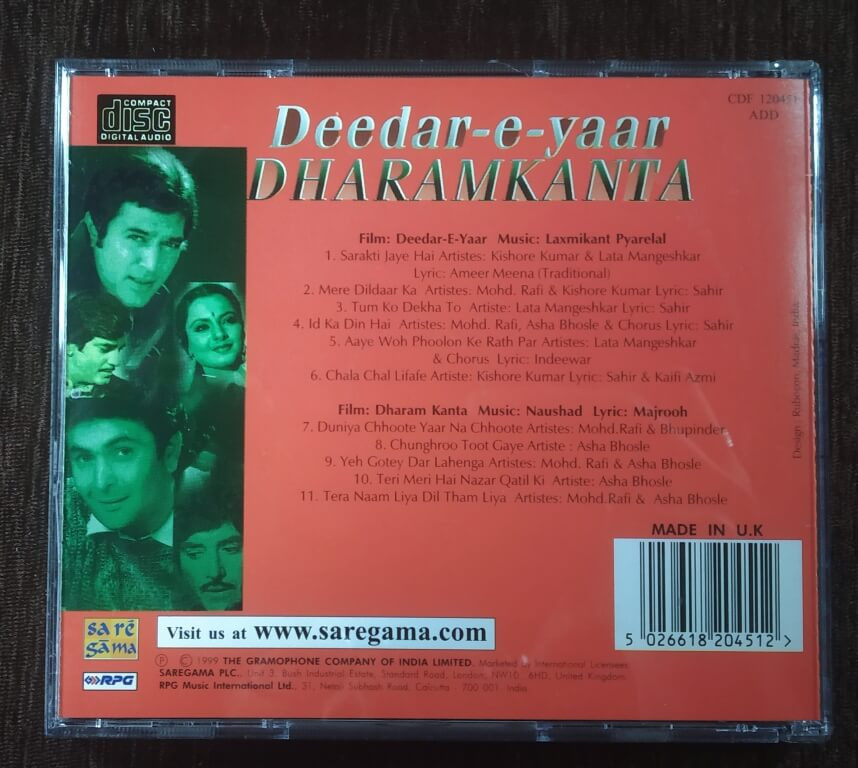 COMPACT
disc
DIGITAL AUDIO
CDF 120451
ADD
Deedar-e-yaar
DHARAMKANTA
Film: Deedar-E-Yaar Music: Laxmikant Pyarelal
1. Sarakti Jaye Hai Artistes: Kishore Kumar & Lata Mangeshkar
Lyric: Ameer Meena (Traditional)
2. Mere Dildaar Ka Artistes. Mohd. Rafi & Kishore Kumar Lyric: Sahir
3. Tum Ko Dekha To Artiste: Lata Mangeshkar Lyric: Sahir
4. Id Ka Din Hai Artistes: Mohd. Rafi, Asha Bhosle & Chorus Lyric: Sahir
5. Aaye Woh Phoolon Ke Rath Par Artistes: Lata Mangeshkar
& Chorus Lyric: Indeewar
6. Chala Chal Lifafe Artiste: Kishore Kumar Lyric: Sahir & Kaifi Azmi
Film: Dharam Kanta Music: Naushad Lyric: Majrooh
7. Duniya Chhoote Yaar Na Chhoote Artistes: Mohd.Rafi & Bhupinder
8. Chunghroo Toot Gaye Artiste : Asha Bhosle
9. Yeh Gotey Dar Lahenga Artistes: Mohd. Rafi & Asha Bhosle
10. Teri Meri Hai Nazar Qatil Ki Artiste: Asha Bhosle
11. Tera Naam Liya Dil Tham Liya Artistes: Mohd.Rafi & Asha Bhosle
Design : Rubecon, Madras, India.
MADE IN U.K
5 026618 204512 >
sa ré
gāma
Visit us at www.saregama.com
RPG
Ⓟ © 1999 THE GRAMOPHONE COMPANY OF INDIA LIMITED. Marketed by International Licensees.
SAREGAMA PLC., Unit 3, Bush Industrial Estate, Standard Road, London, NW10 6HD, United Kingdom
RPG Music International Ltd., 31, Netaji Subhash Road, Calcutta - 700 001 India